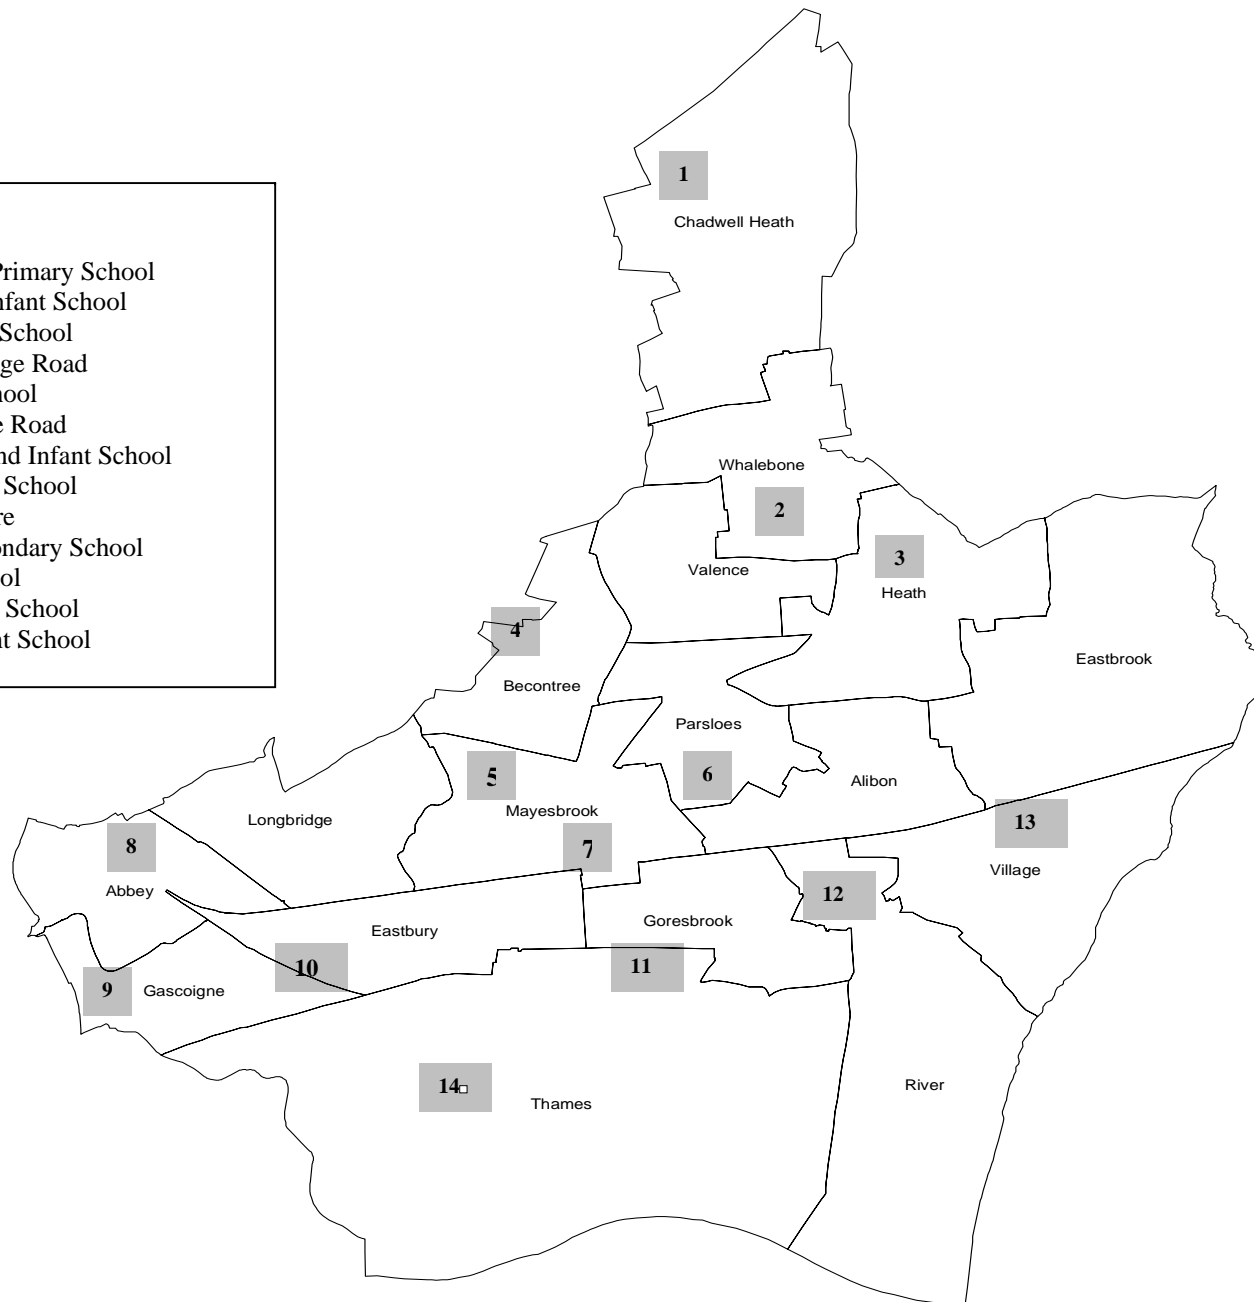 Primary School
nfant School
School
ge Road
hool
e Road
nd Infant School
School
re
ondary School
ol
School
nt School
1
Chadwell Heath
Whalebone
2
3
Valence
Heath
4
Eastbrook
Becontree
Parsloes
5
6
Alibon
Mayesbrook
Longbridge
13
8
7
Village
Abbey
12
Goresbrook
Eastbury
10
11
9
Gascoigne
14
River
Thames